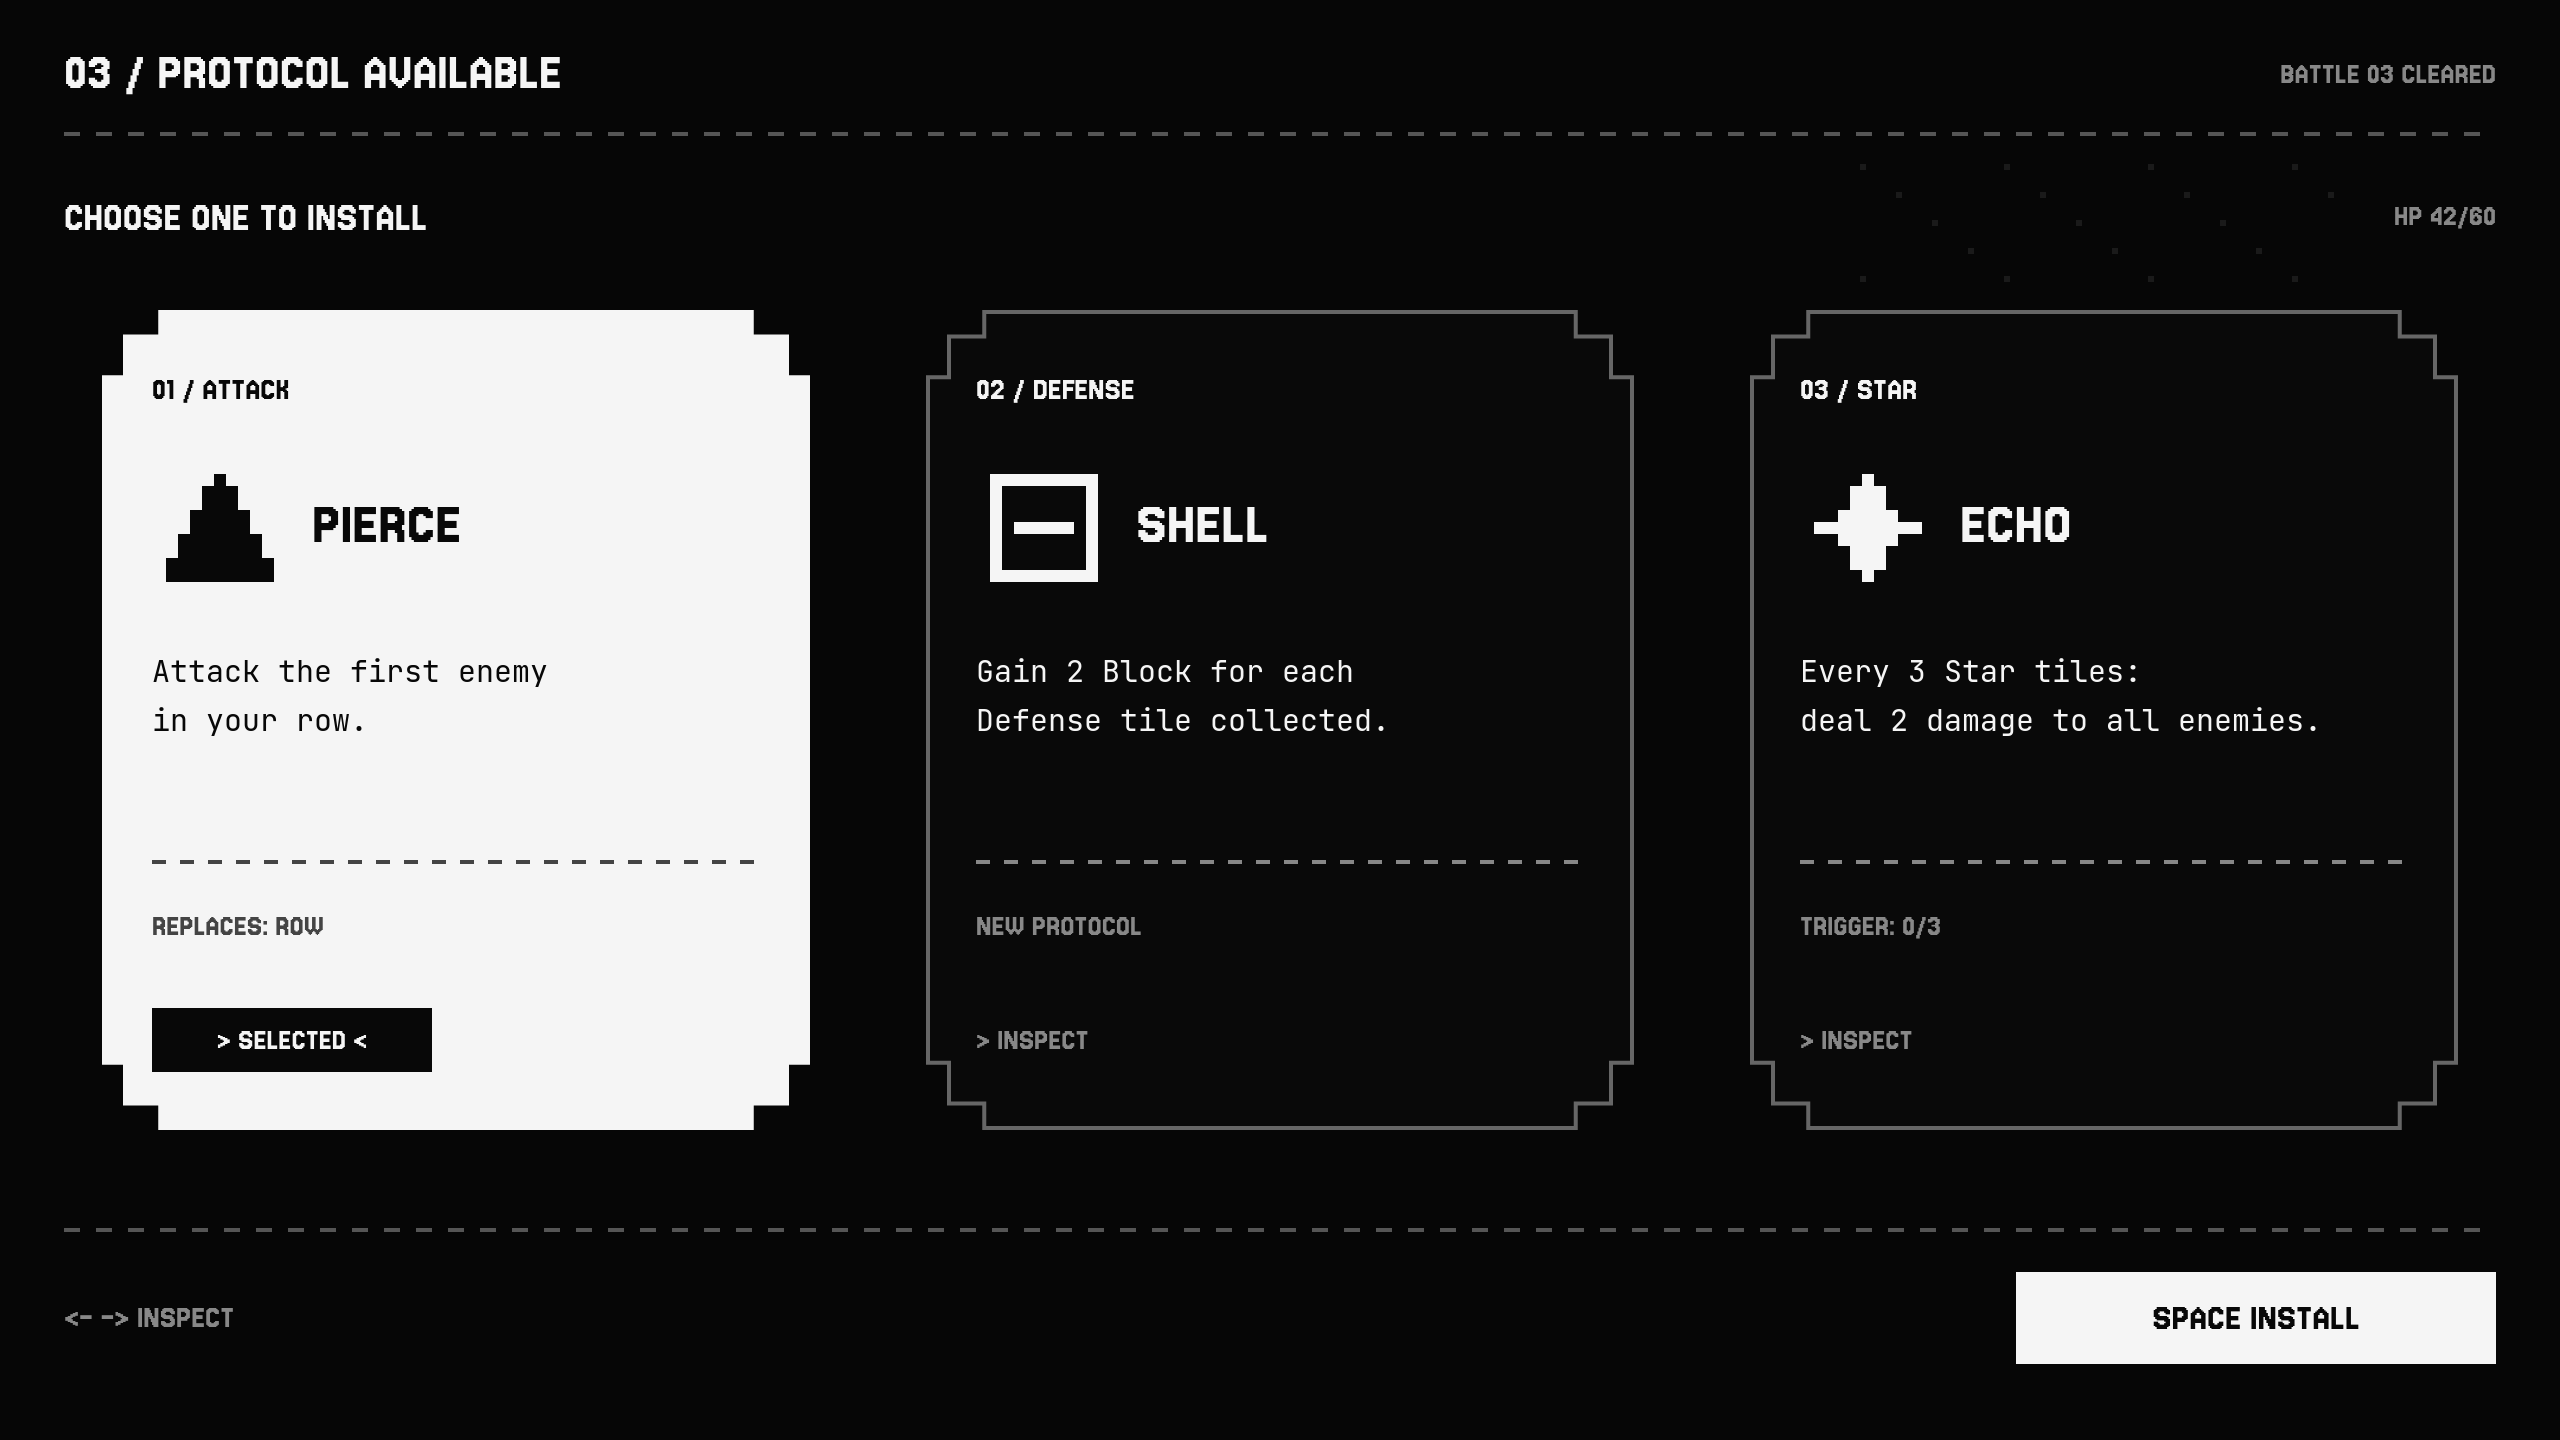 03 / PROTOCOL AVAILABLE
BATTLE 03 CLEARED
CHOOSE ONE TO INSTALL
HP 42/60
01 / ATTACK
PIERCE
Attack the first enemy
in your row.
REPLACES: ROW
> SELECTED <
02 / DEFENSE
SHELL
Gain 2 Block for each
Defense tile collected.
NEW PROTOCOL
> INSPECT
03 / STAR
ECHO
Every 3 Star tiles:
deal 2 damage to all enemies.
TRIGGER: 0/3
> INSPECT
<- -> INSPECT
SPACE INSTALL